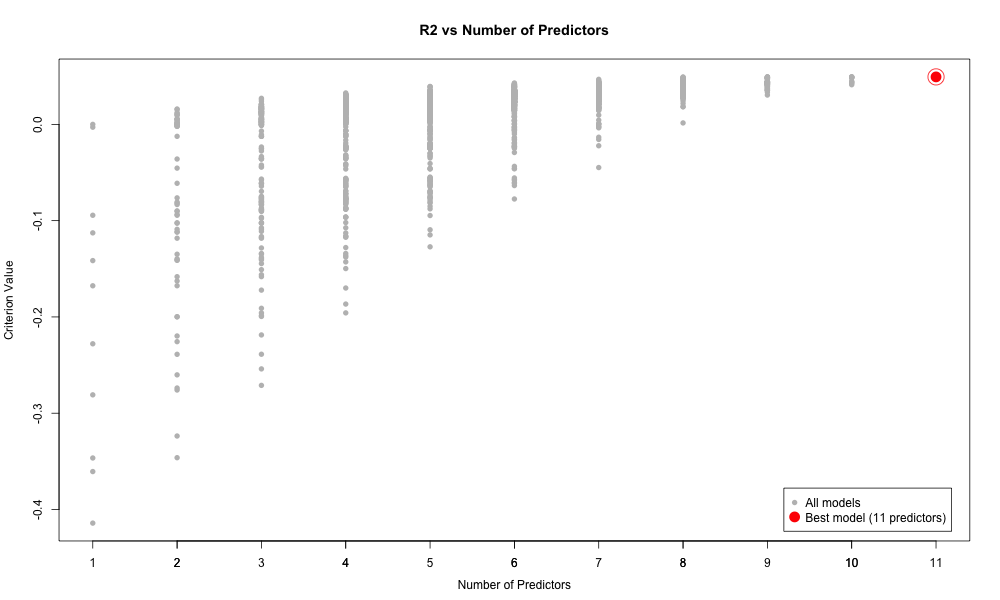 R2 vs Number of Predictors
Criterion Value
0.0
-0.1
-0.2
-0.3
-0.4
All models
Best model (11 predictors)
1 2 3 4 5 6 7 8 9 10 11
Number of Predictors